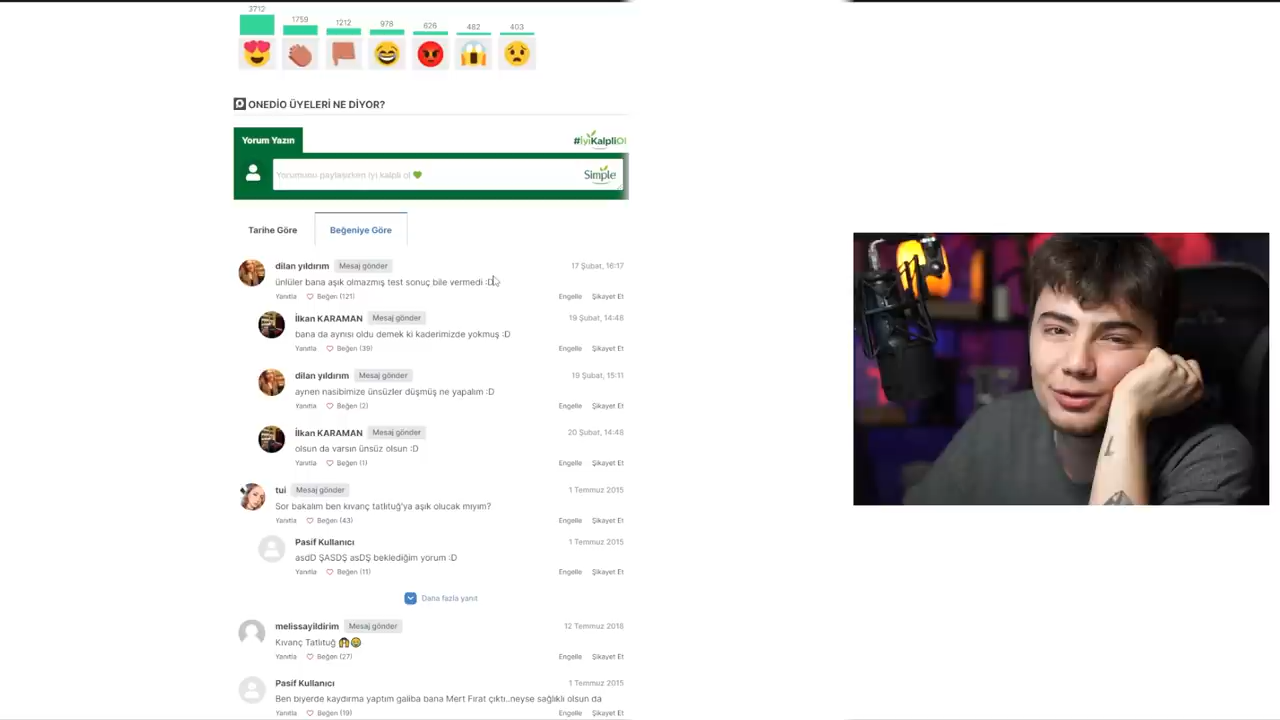 3712 1759 1212 978 626 482 403
ONEDİO ÜYELERİ NE DİYOR?
Yorum Yazın
#iyiKalpliOl
Yorumunu paylaşırken iyi kalpli ol
Simple
Tarihe Göre Beğeniye Göre
dilan yıldırım Mesaj gönder 17 Şubat, 16:17
ünlüler bana aşık olmazmış test sonuç bile vermedi :D
Yanıtla Beğen (121) Engelle Şikayet Et
İlkan KARAMAN Mesaj gönder 19 Şubat, 14:48
bana da aynısı oldu demek ki kaderimizde yokmuş :D
Yanıtla Beğen (39) Engelle Şikayet Et
dilan yıldırım Mesaj gönder 19 Şubat, 15:11
aynen nasibimize ünsüzler düşmüş ne yapalım :D
Yanıtla Beğen (2) Engelle Şikayet Et
İlkan KARAMAN Mesaj gönder 20 Şubat, 14:48
olsun da varsın ünsüz olsun :D
Yanıtla Beğen (1) Engelle Şikayet Et
tui Mesaj gönder 1 Temmuz 2015
Sor bakalım ben kıvanç tatlıtuğ'ya aşık olucak mıyım?
Yanıtla Beğen (43) Engelle Şikayet Et
Pasif Kullanıcı 1 Temmuz 2015
asdD ŞASDŞ asDŞ beklediğim yorum :D
Yanıtla Beğen (11) Engelle Şikayet Et
Daha fazla yanıt
melissayildirim Mesaj gönder 12 Temmuz 2018
Kıvanç Tatlıtuğ
Yanıtla Beğen (27) Engelle Şikayet Et
Pasif Kullanıcı 1 Temmuz 2015
Ben biyerde kaydırma yaptım galiba bana Mert Fırat çıktı..neyse sağlıklı olsun da
Yanıtla Beğen (19) Engelle Şikayet Et